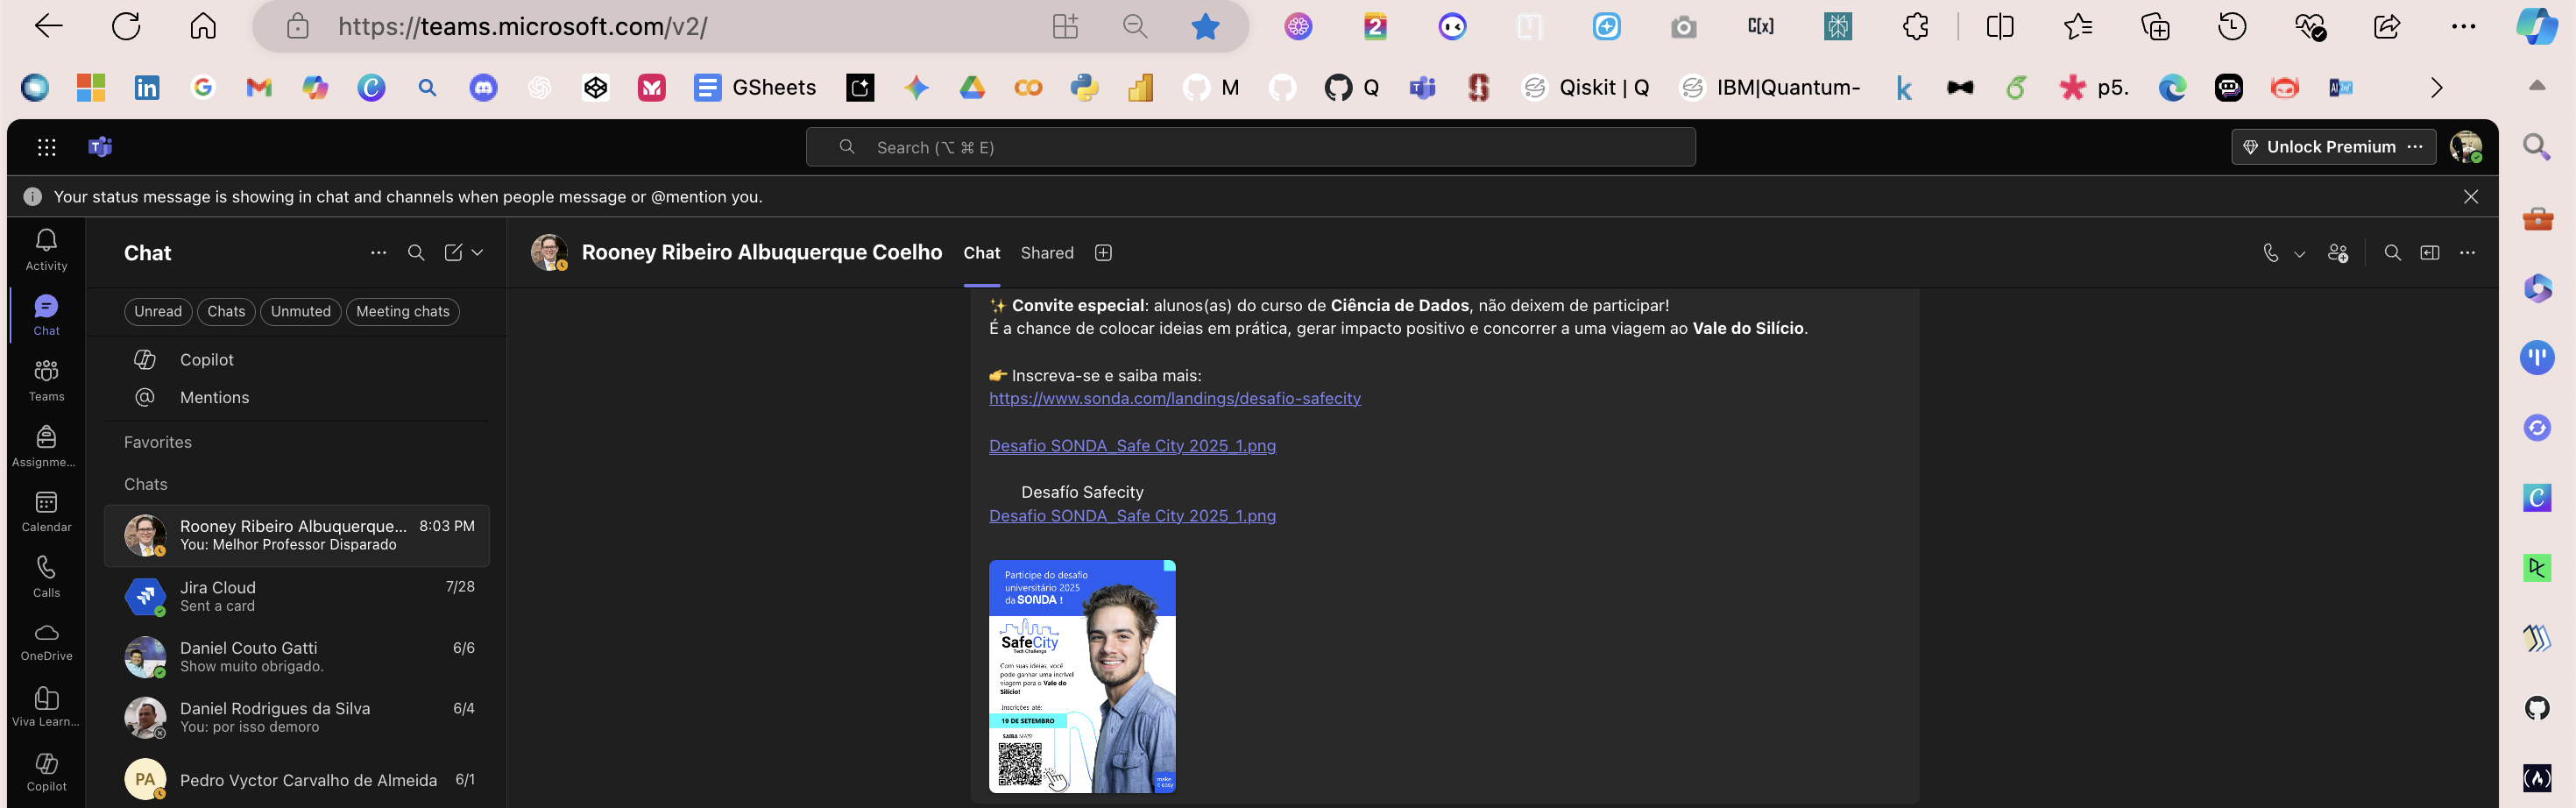 https://teams.microsoft.com/v2/
2
C[x]
GSheets
M
Q
Qiskit | Q
IBM|Quantum-
k
p5.
Search (⌥ ⌘ E)
Unlock Premium
Your status message is showing in chat and channels when people message or @mention you.
Activity
Chat
Teams
Assignme...
Calendar
Calls
OneDrive
Viva Learn...
Copilot
Chat
Unread
Chats
Unmuted
Meeting chats
Copilot
Mentions
Favorites
Chats
Rooney Ribeiro Albuquerque... 8:03 PM
You: Melhor Professor Disparado
Jira Cloud 7/28
Sent a card
Daniel Couto Gatti 6/6
Show muito obrigado.
Daniel Rodrigues da Silva 6/4
You: por isso demoro
PA
Pedro Vyctor Carvalho de Almeida 6/1
Rooney Ribeiro Albuquerque Coelho Chat Shared
✨ Convite especial: alunos(as) do curso de Ciência de Dados, não deixem de participar!
É a chance de colocar ideias em prática, gerar impacto positivo e concorrer a uma viagem ao Vale do Silício.
👉 Inscreva-se e saiba mais:
https://www.sonda.com/landings/desafio-safecity
Desafio SONDA_Safe City 2025_1.png
Desafío Safecity
Desafio SONDA_Safe City 2025_1.png
Participe do desafio
universitário 2025
da SONDA !
SafeCity
Tech Challenge
Com suas ideias, você
pode ganhar uma incrível
viagem para o Vale do
Silício!
Inscrições até:
19 DE SETEMBRO
SAIBA MAIS!
make
it easy